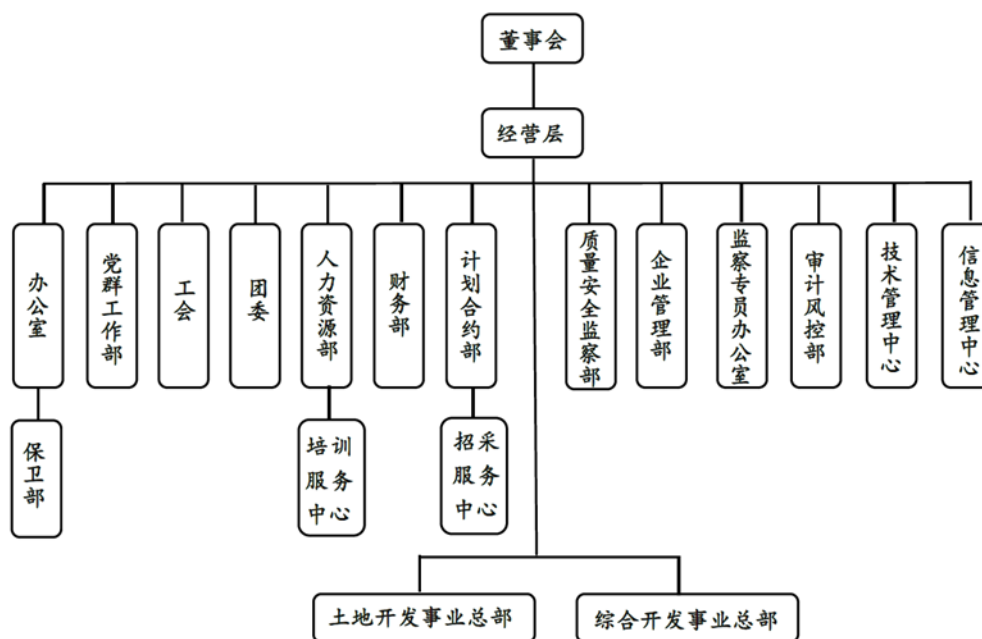 董事会
经营层
办公室
党群工作部
工会
团委
人力资源部
财务部
计划合约部
质量安全监察部
企业管理部
监察专员办公室
审计风控部
技术管理中心
信息管理中心
保卫部
培训
服务
中心
招采
服务
中心
土地开发事业总部
综合开发事业总部